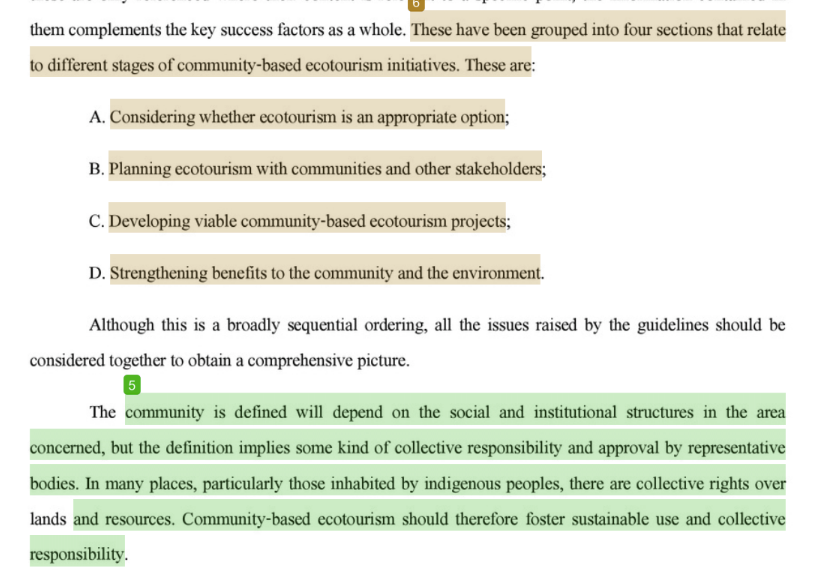 6
them complements the key success factors as a whole. These have been grouped into four sections that relate
to different stages of community-based ecotourism initiatives. These are:
A. Considering whether ecotourism is an appropriate option;
B. Planning ecotourism with communities and other stakeholders;
C. Developing viable community-based ecotourism projects;
D. Strengthening benefits to the community and the environment.
Although this is a broadly sequential ordering, all the issues raised by the guidelines should be
considered together to obtain a comprehensive picture.
5
The community is defined will depend on the social and institutional structures in the area
concerned, but the definition implies some kind of collective responsibility and approval by representative
bodies. In many places, particularly those inhabited by indigenous peoples, there are collective rights over
lands and resources. Community-based ecotourism should therefore foster sustainable use and collective
responsibility.